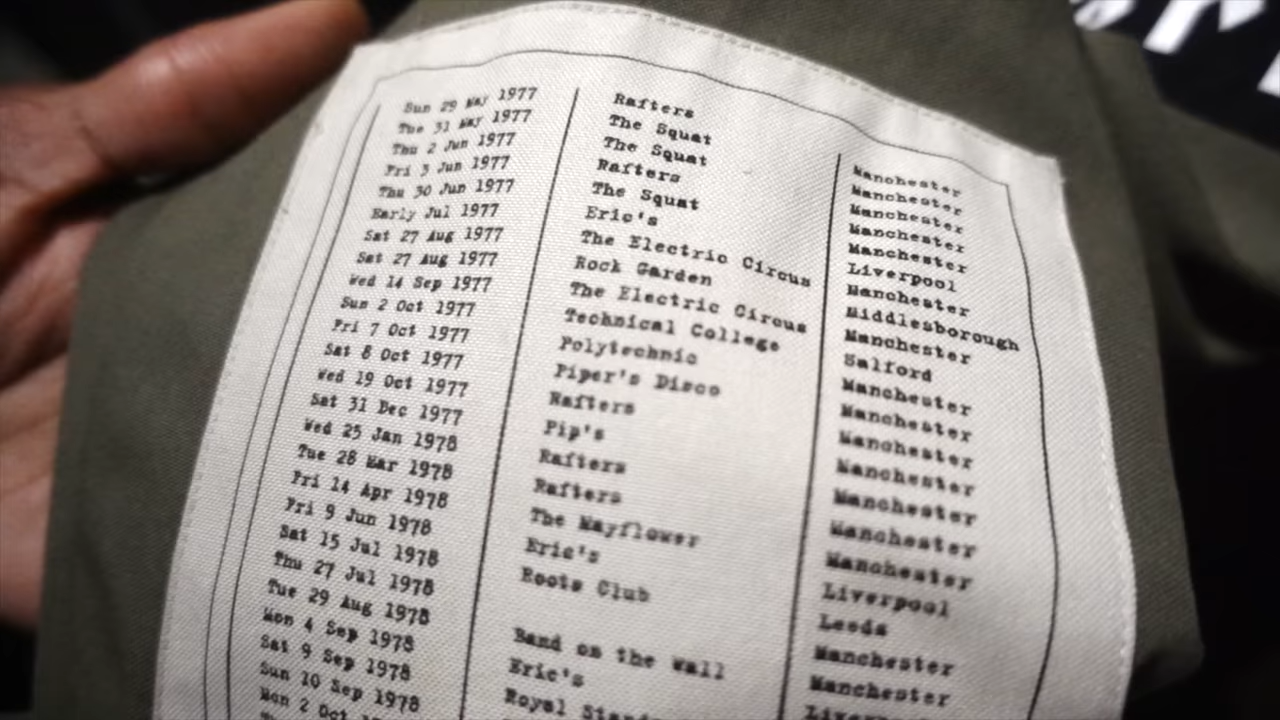 Sun 29 May 1977
Tue 31 May 1977
Thu 2 Jun 1977
Fri 3 Jun 1977
Thu 30 Jun 1977
Early Jul 1977
Sat 27 Aug 1977
Sat 27 Aug 1977
Wed 14 Sep 1977
Sun 2 Oct 1977
Fri 7 Oct 1977
Sat 8 Oct 1977
Wed 19 Oct 1977
Sat 31 Dec 1977
Wed 25 Jan 1978
Tue 28 Mar 1978
Fri 14 Apr 1978
Fri 9 Jun 1978
Sat 15 Jul 1978
Thu 27 Jul 1978
Tue 29 Aug 1978
Mon 4 Sep 1978
Sat 9 Sep 1978
Sun 10 Sep 1978
Mon 2 Oct
Rafters
The Squat
The Squat
Rafters
The Squat
Eric's
The Electric Circus
Rock Garden
The Electric Circus
Technical College
Polytechnic
Piper's Disco
Rafters
Pip's
Rafters
Rafters
The Mayflower
Eric's
Roots Club
Band on the Wall
Eric's
Royal
Manchester
Manchester
Manchester
Manchester
Liverpool
Manchester
Middlesborough
Manchester
Salford
Manchester
Manchester
Manchester
Manchester
Manchester
Manchester
Manchester
Liverpool
Leeds
Manchester
Manchester
Liverpool